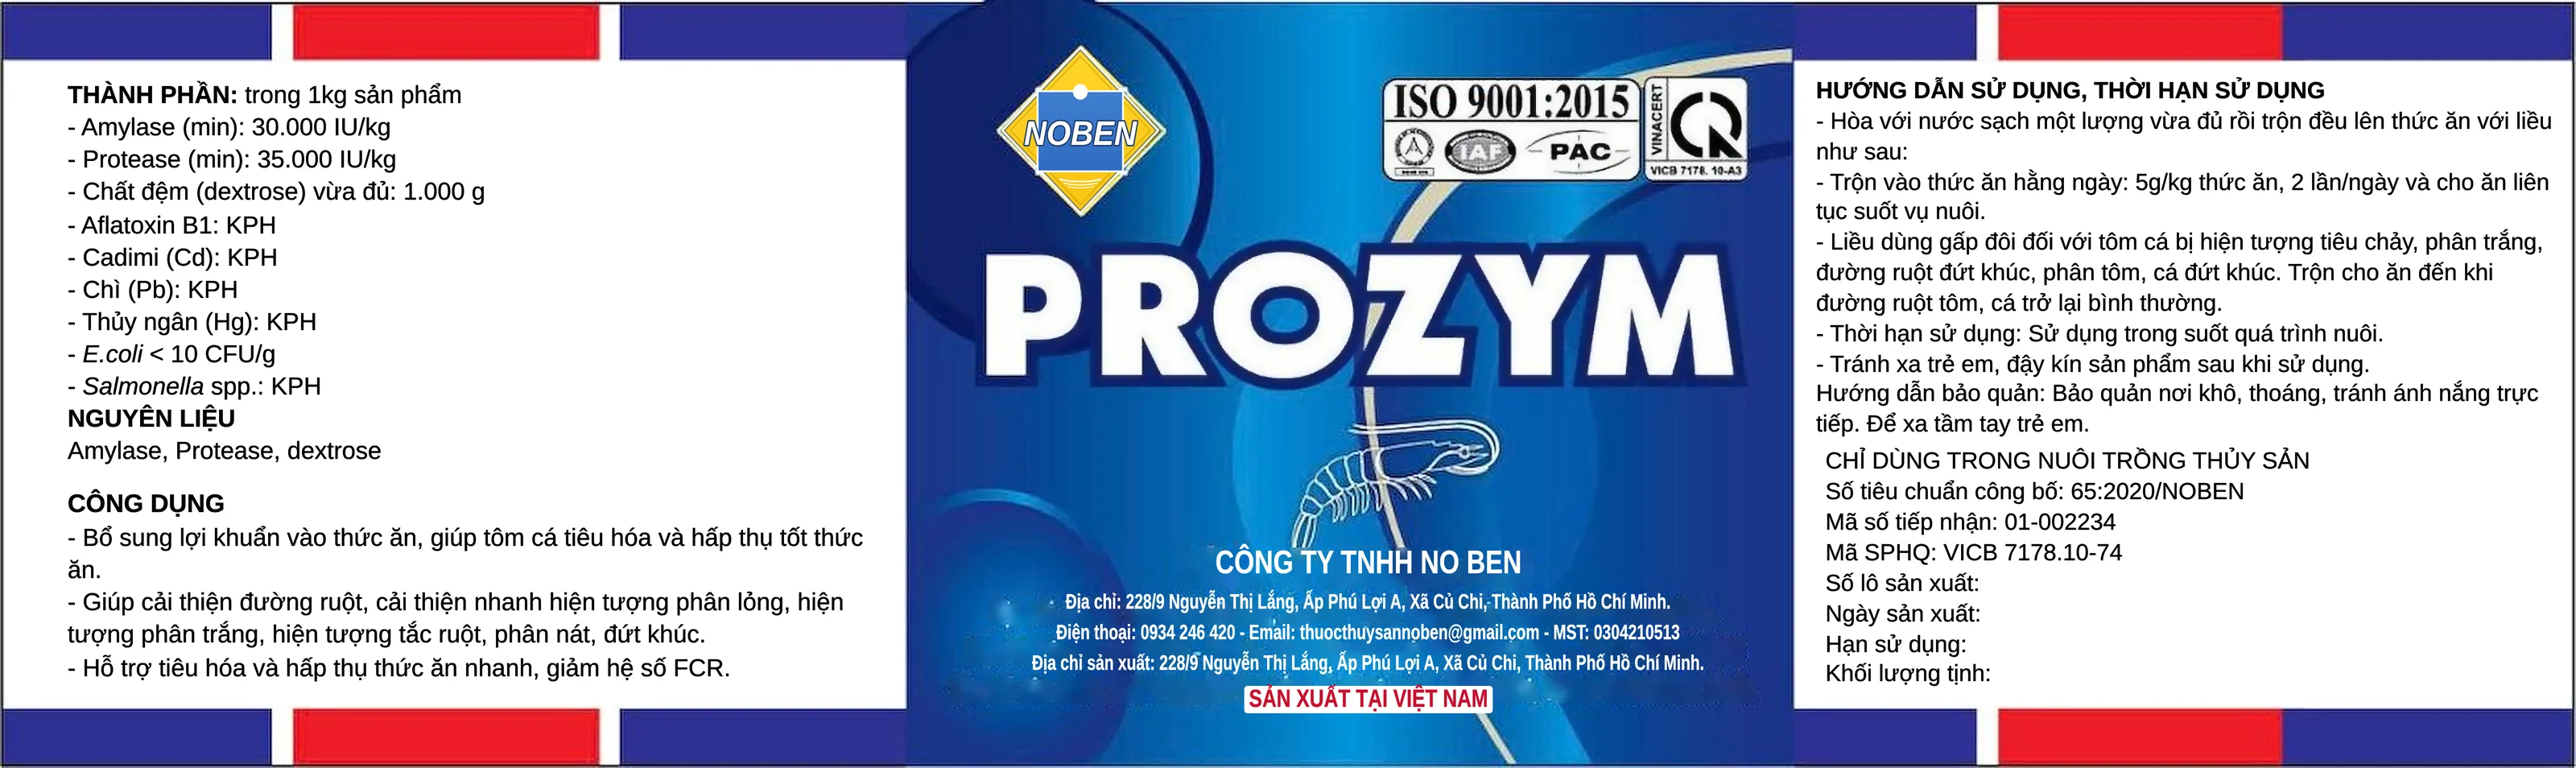 THÀNH PHẦN: trong 1kg sản phẩm
- Amylase (min): 30.000 IU/kg
- Protease (min): 35.000 IU/kg
- Chất đệm (dextrose) vừa đủ: 1.000 g
- Aflatoxin B1: KPH
- Cadimi (Cd): KPH
- Chì (Pb): KPH
- Thủy ngân (Hg): KPH
- E.coli < 10 CFU/g
- Salmonella spp.: KPH
NGUYÊN LIỆU
Amylase, Protease, dextrose
CÔNG DỤNG
- Bổ sung lợi khuẩn vào thức ăn, giúp tôm cá tiêu hóa và hấp thụ tốt thức
ăn.
- Giúp cải thiện đường ruột, cải thiện nhanh hiện tượng phân lỏng, hiện
tượng phân trắng, hiện tượng tắc ruột, phân nát, đứt khúc.
- Hỗ trợ tiêu hóa và hấp thụ thức ăn nhanh, giảm hệ số FCR.
NOBEN
ISO 9001:2015
IAF
PAC
VINACERT
VICB 7178. 10-A3
PROZYM
CÔNG TY TNHH NO BEN
Địa chỉ: 228/9 Nguyễn Thị Lắng, Ấp Phú Lợi A, Xã Củ Chi, Thành Phố Hồ Chí Minh.
Điện thoại: 0934 246 420 - Email: thuocthuysannoben@gmail.com - MST: 0304210513
Địa chỉ sản xuất: 228/9 Nguyễn Thị Lắng, Ấp Phú Lợi A, Xã Củ Chi, Thành Phố Hồ Chí Minh.
SẢN XUẤT TẠI VIỆT NAM
HƯỚNG DẪN SỬ DỤNG, THỜI HẠN SỬ DỤNG
- Hòa với nước sạch một lượng vừa đủ rồi trộn đều lên thức ăn với liều
như sau:
- Trộn vào thức ăn hằng ngày: 5g/kg thức ăn, 2 lần/ngày và cho ăn liên
tục suốt vụ nuôi.
- Liều dùng gấp đôi đối với tôm cá bị hiện tượng tiêu chảy, phân trắng,
đường ruột đứt khúc, phân tôm, cá đứt khúc. Trộn cho ăn đến khi
đường ruột tôm, cá trở lại bình thường.
- Thời hạn sử dụng: Sử dụng trong suốt quá trình nuôi.
- Tránh xa trẻ em, đậy kín sản phẩm sau khi sử dụng.
Hướng dẫn bảo quản: Bảo quản nơi khô, thoáng, tránh ánh nắng trực
tiếp. Để xa tầm tay trẻ em.
CHỈ DÙNG TRONG NUÔI TRỒNG THỦY SẢN
Số tiêu chuẩn công bố: 65:2020/NOBEN
Mã số tiếp nhận: 01-002234
Mã SPHQ: VICB 7178.10-74
Số lô sản xuất:
Ngày sản xuất:
Hạn sử dụng:
Khối lượng tịnh: